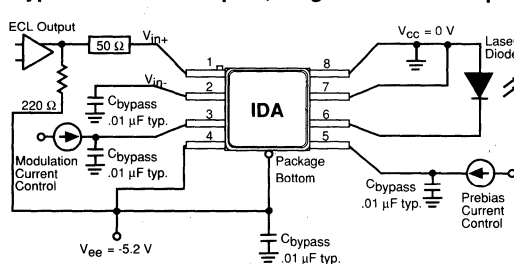 ECL Output
50 Ω
Vin+
VCC = 0 V
Laser
Diode
1
8
Vin-
2
7
220 Ω
Cbypass
.01 µF typ.
IDA
3
6
4
5
Modulation
Current
Control
Cbypass
.01 µF typ.
Package
Bottom
Cbypass
.01 µF typ.
Prebias
Current
Control
Vee = -5.2 V
Cbypass
.01 µF typ.